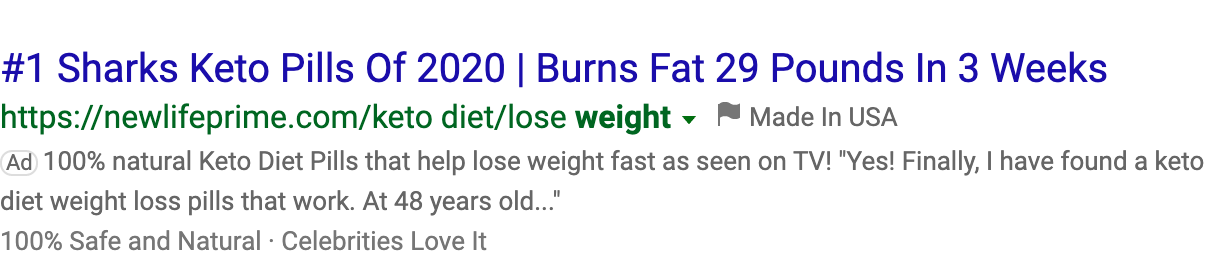 #1 Sharks Keto Pills Of 2020 | Burns Fat 29 Pounds In 3 Weeks
https://newlifeprime.com/keto diet/lose weight Made In USA
Ad 100% natural Keto Diet Pills that help lose weight fast as seen on TV! "Yes! Finally, I have found a keto
diet weight loss pills that work. At 48 years old..."
100% Safe and Natural · Celebrities Love It